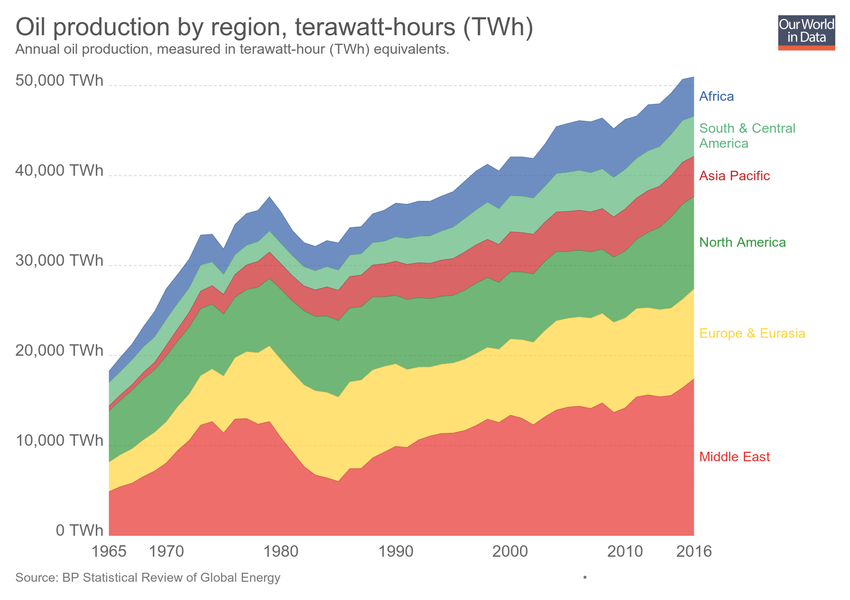 Oil production by region, terawatt-hours (TWh)
Annual oil production, measured in terawatt-hour (TWh) equivalents.
Our World
in Data
50,000 TWh
40,000 TWh
30,000 TWh
20,000 TWh
10,000 TWh
0 TWh
Africa
South & Central
America
Asia Pacific
North America
Europe & Eurasia
Middle East
1965 1970 1980 1990 2000 2010 2016
Source: BP Statistical Review of Global Energy
•